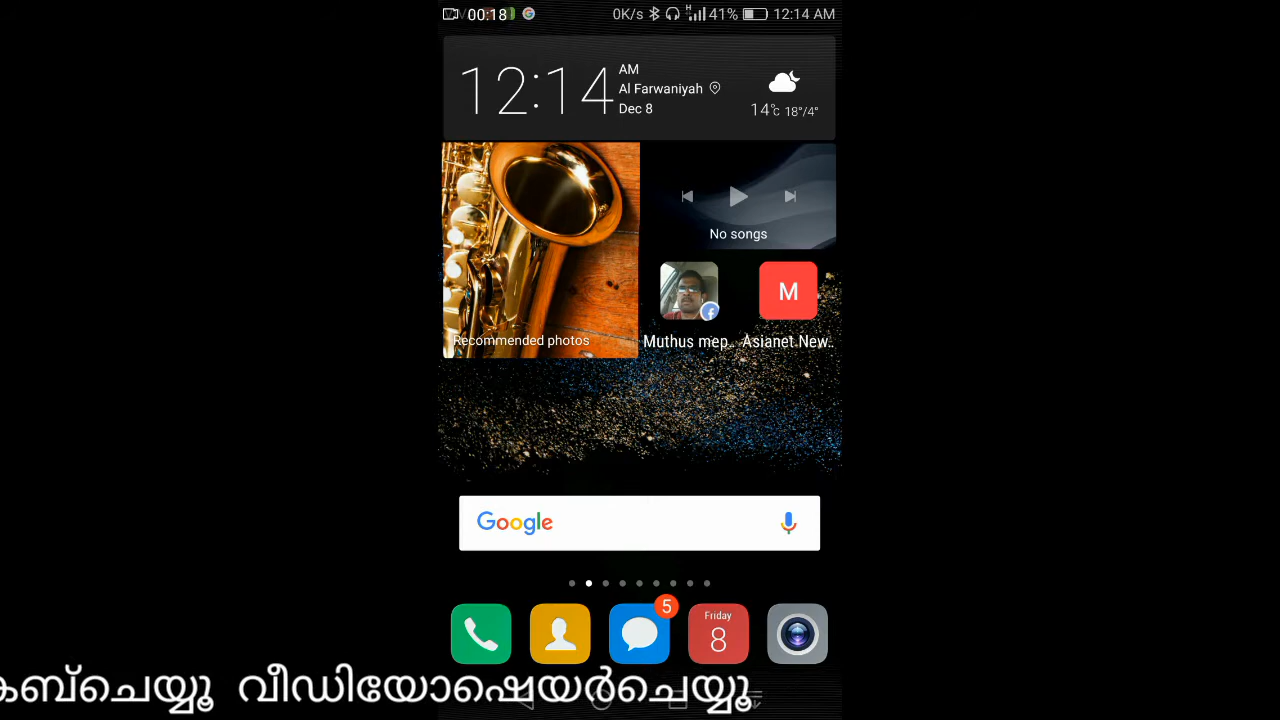 00:18
0K/s H 41% 12:14 AM
12:14
AM
Al Farwaniyah
Dec 8
14°C 18°/4°
No songs
Recommended photos
M
Muthus mep..
Asianet New..
Google
5
Friday
8
കബ്ചെയ്യൂ വീഡിയോഷെയർചെയ്യൂ